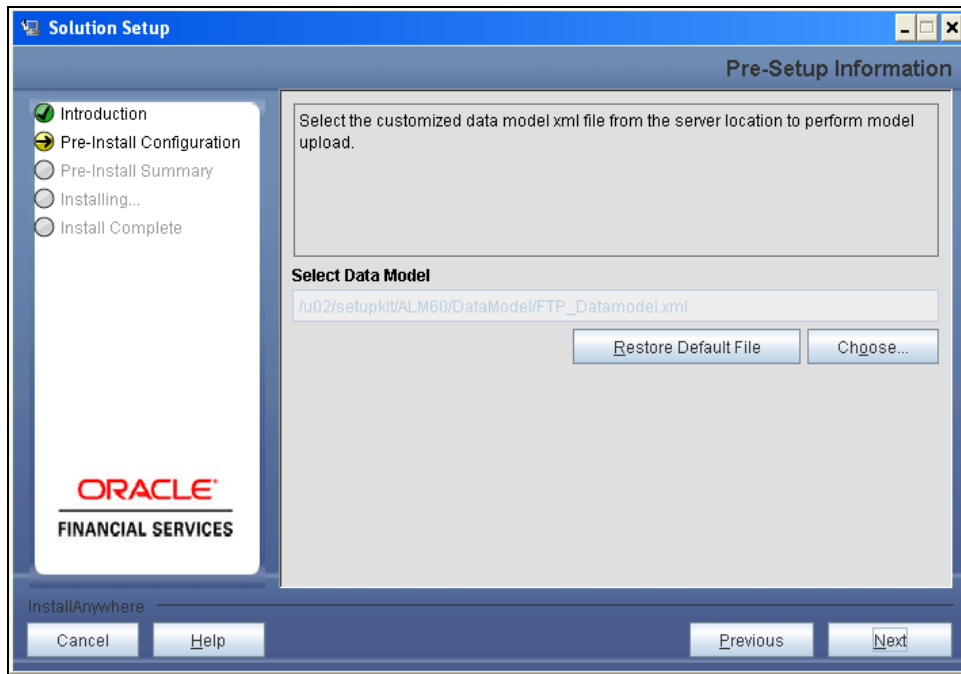 Solution Setup
Pre-Setup Information
Introduction
Pre-Install Configuration
Pre-Install Summary
Installing...
Install Complete
ORACLE
FINANCIAL SERVICES
Select the customized data model xml file from the server location to perform model
upload.
Select Data Model
/u02/setupkit/ALM60/DataModel/FTP_Datamodel.xml
Restore Default File
Choose...
InstallAnywhere
Cancel
Help
Previous
Next